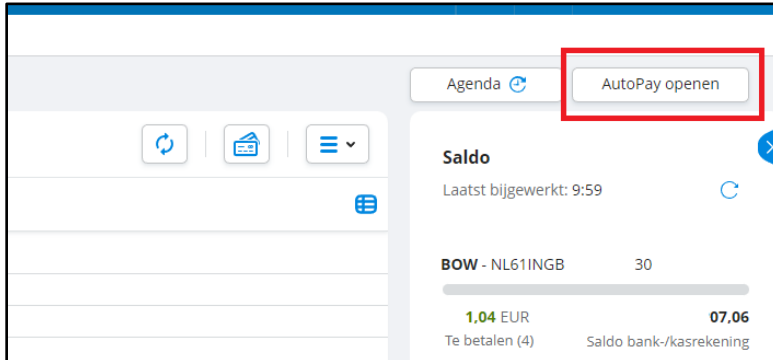 Agenda
AutoPay openen
Saldo
Laatst bijgewerkt: 9:59
BOW - NL61INGB 30
1,04 EUR 07,06
Te betalen (4) Saldo bank-/kasrekening